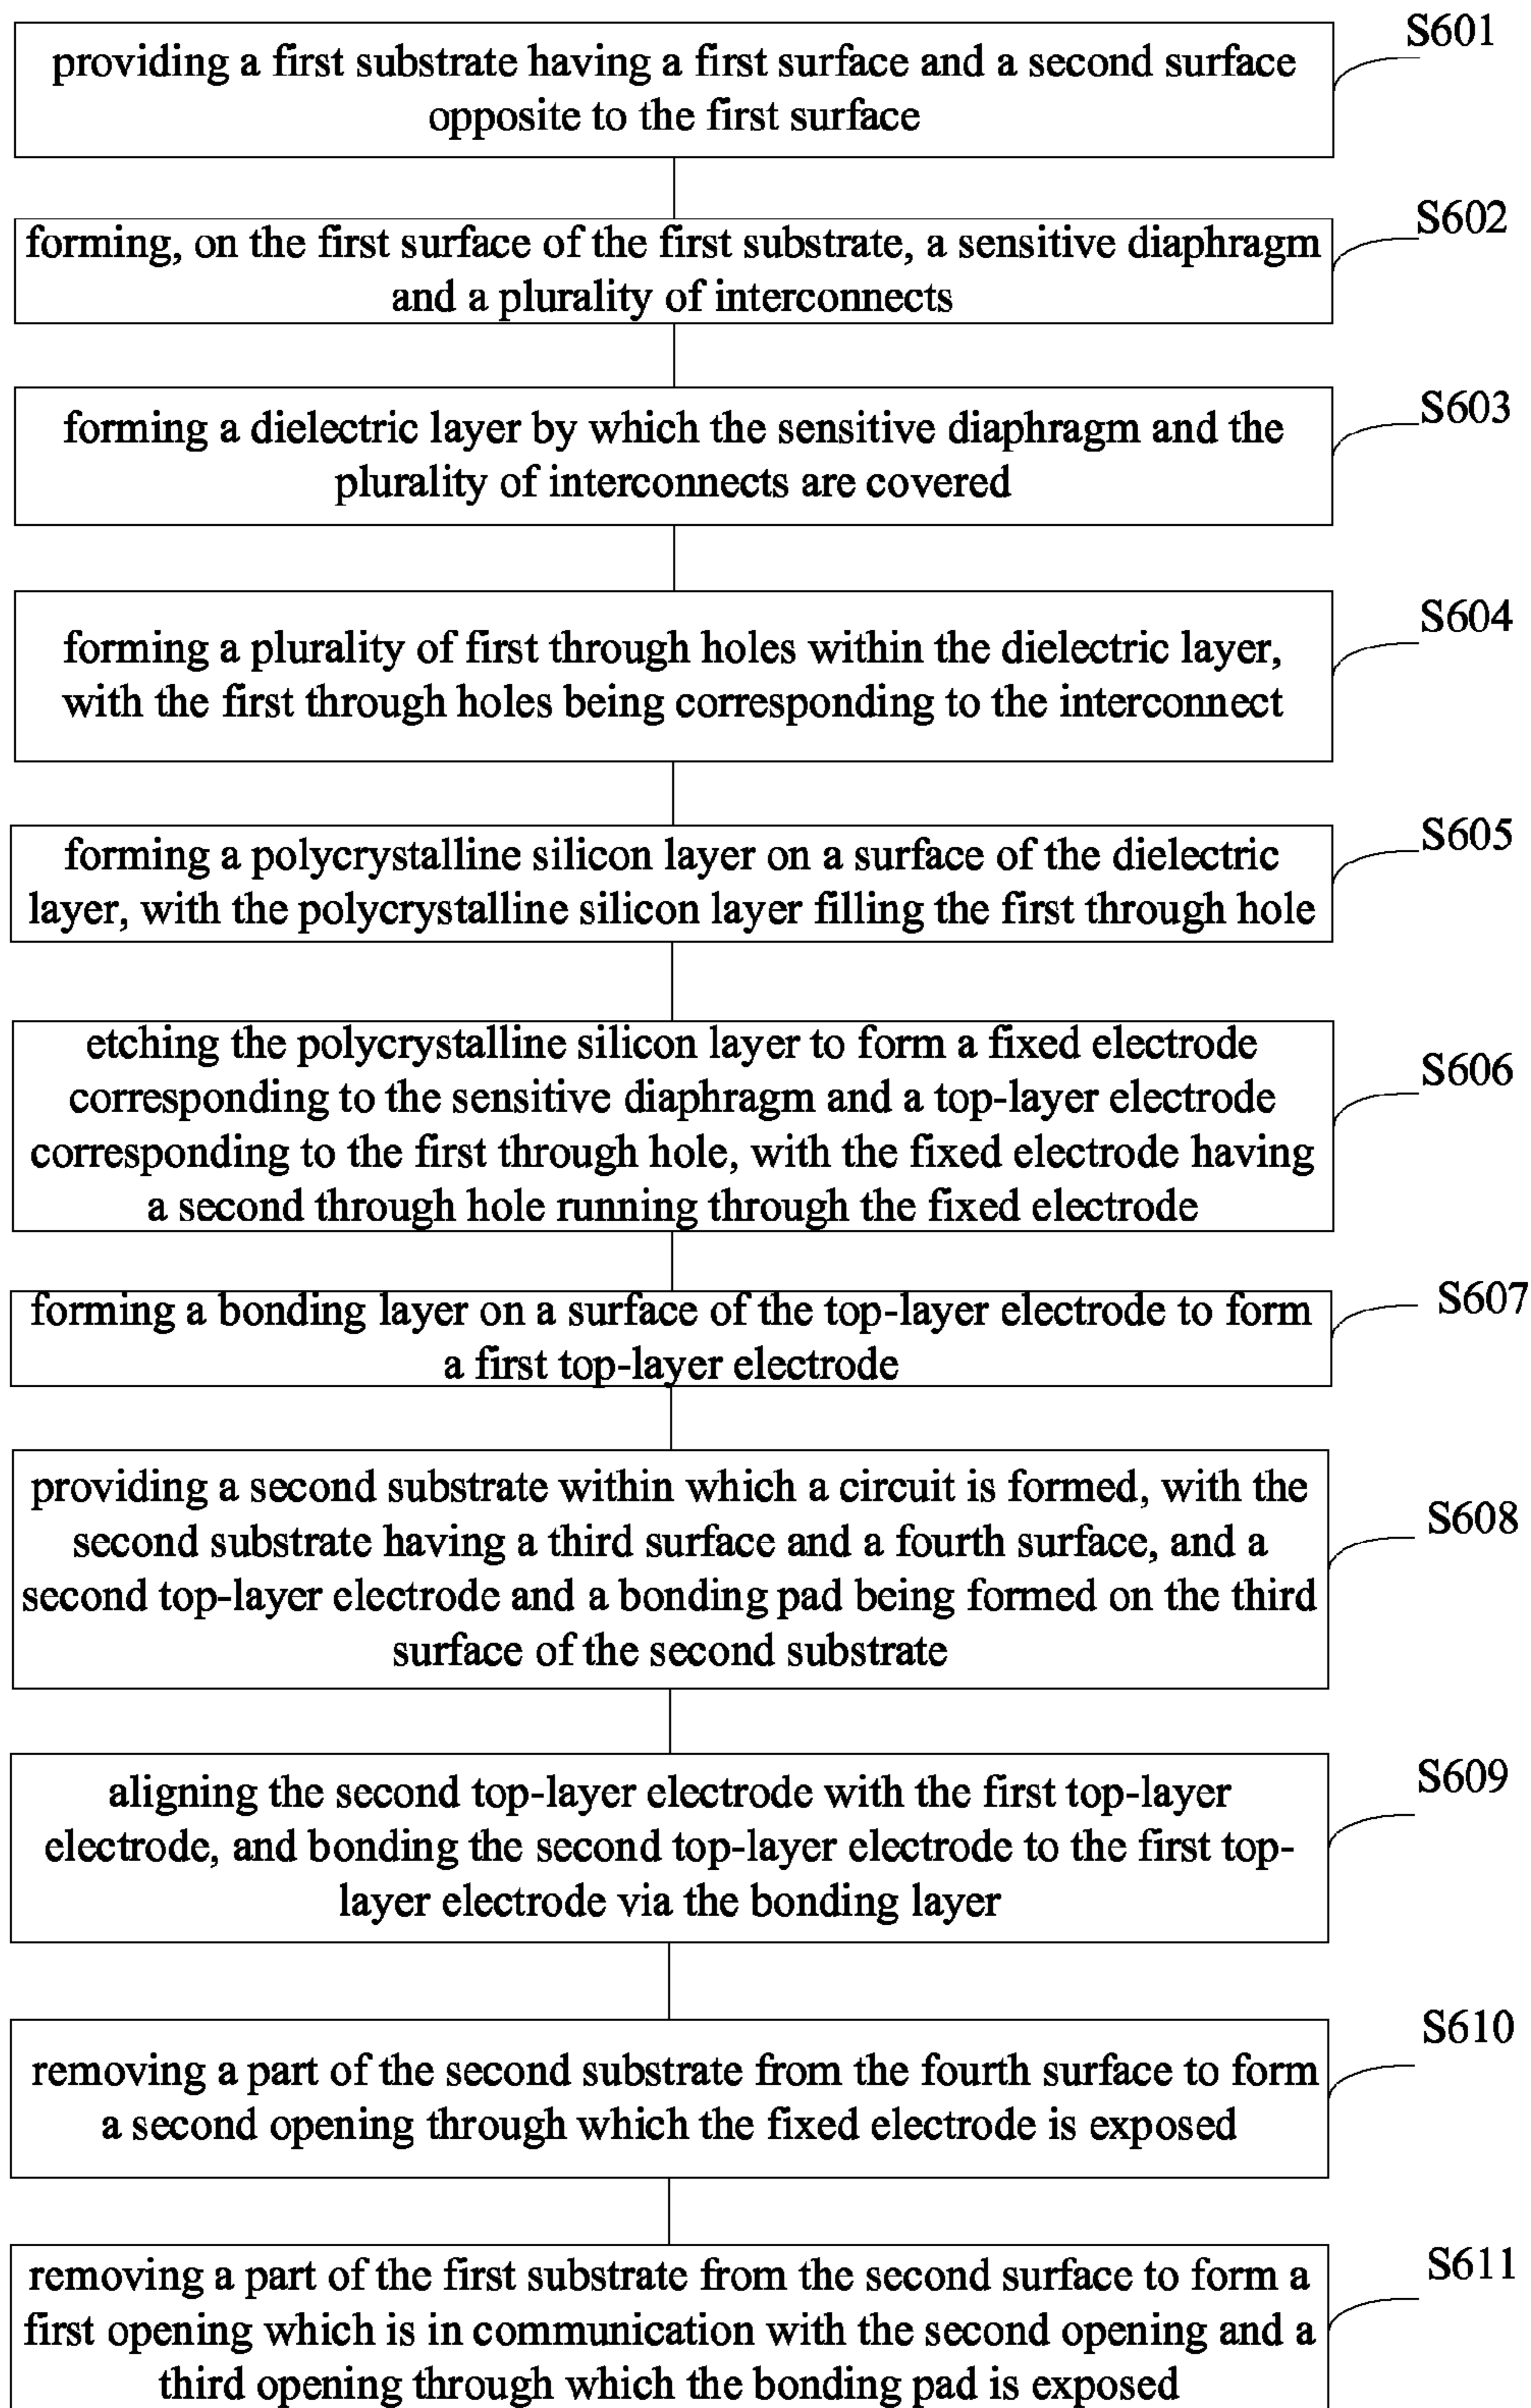 S601
providing a first substrate having a first surface and a second surface
opposite to the first surface
S602
forming, on the first surface of the first substrate, a sensitive diaphragm
and a plurality of interconnects
S603
forming a dielectric layer by which the sensitive diaphragm and the
plurality of interconnects are covered
S604
forming a plurality of first through holes within the dielectric layer,
with the first through holes being corresponding to the interconnect
S605
forming a polycrystalline silicon layer on a surface of the dielectric
layer, with the polycrystalline silicon layer filling the first through hole
S606
etching the polycrystalline silicon layer to form a fixed electrode
corresponding to the sensitive diaphragm and a top-layer electrode
corresponding to the first through hole, with the fixed electrode having
a second through hole running through the fixed electrode
S607
forming a bonding layer on a surface of the top-layer electrode to form
a first top-layer electrode
S608
providing a second substrate within which a circuit is formed, with the
second substrate having a third surface and a fourth surface, and a
second top-layer electrode and a bonding pad being formed on the third
surface of the second substrate
S609
aligning the second top-layer electrode with the first top-layer
electrode, and bonding the second top-layer electrode to the first top-
layer electrode via the bonding layer
S610
removing a part of the second substrate from the fourth surface to form
a second opening through which the fixed electrode is exposed
S611
removing a part of the first substrate from the second surface to form a
first opening which is in communication with the second opening and a
third opening through which the bonding pad is exposed